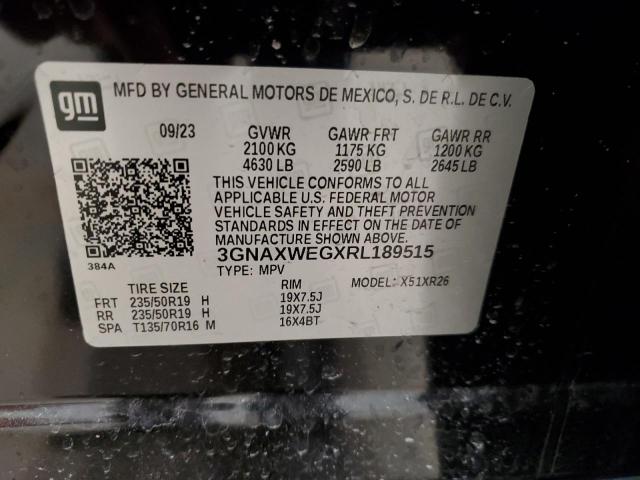 gm
MFD BY GENERAL MOTORS DE MEXICO, S. DE R.L. DE C.V.
09/23 GVWR GAWR FRT GAWR RR
2100 KG 1175 KG 1200 KG
4630 LB 2590 LB 2645 LB
THIS VEHICLE CONFORMS TO ALL
APPLICABLE U.S. FEDERAL MOTOR
VEHICLE SAFETY AND THEFT PREVENTION
STANDARDS IN EFFECT ON THE DATE OF
MANUFACTURE SHOWN ABOVE.
384A
3GNAXWEGXRL189515
TYPE: MPV MODEL: X51XR26
TIRE SIZE RIM
FRT 235/50R19 H 19X7.5J
RR 235/50R19 H 19X7.5J
SPA T135/70R16 M 16X4BT